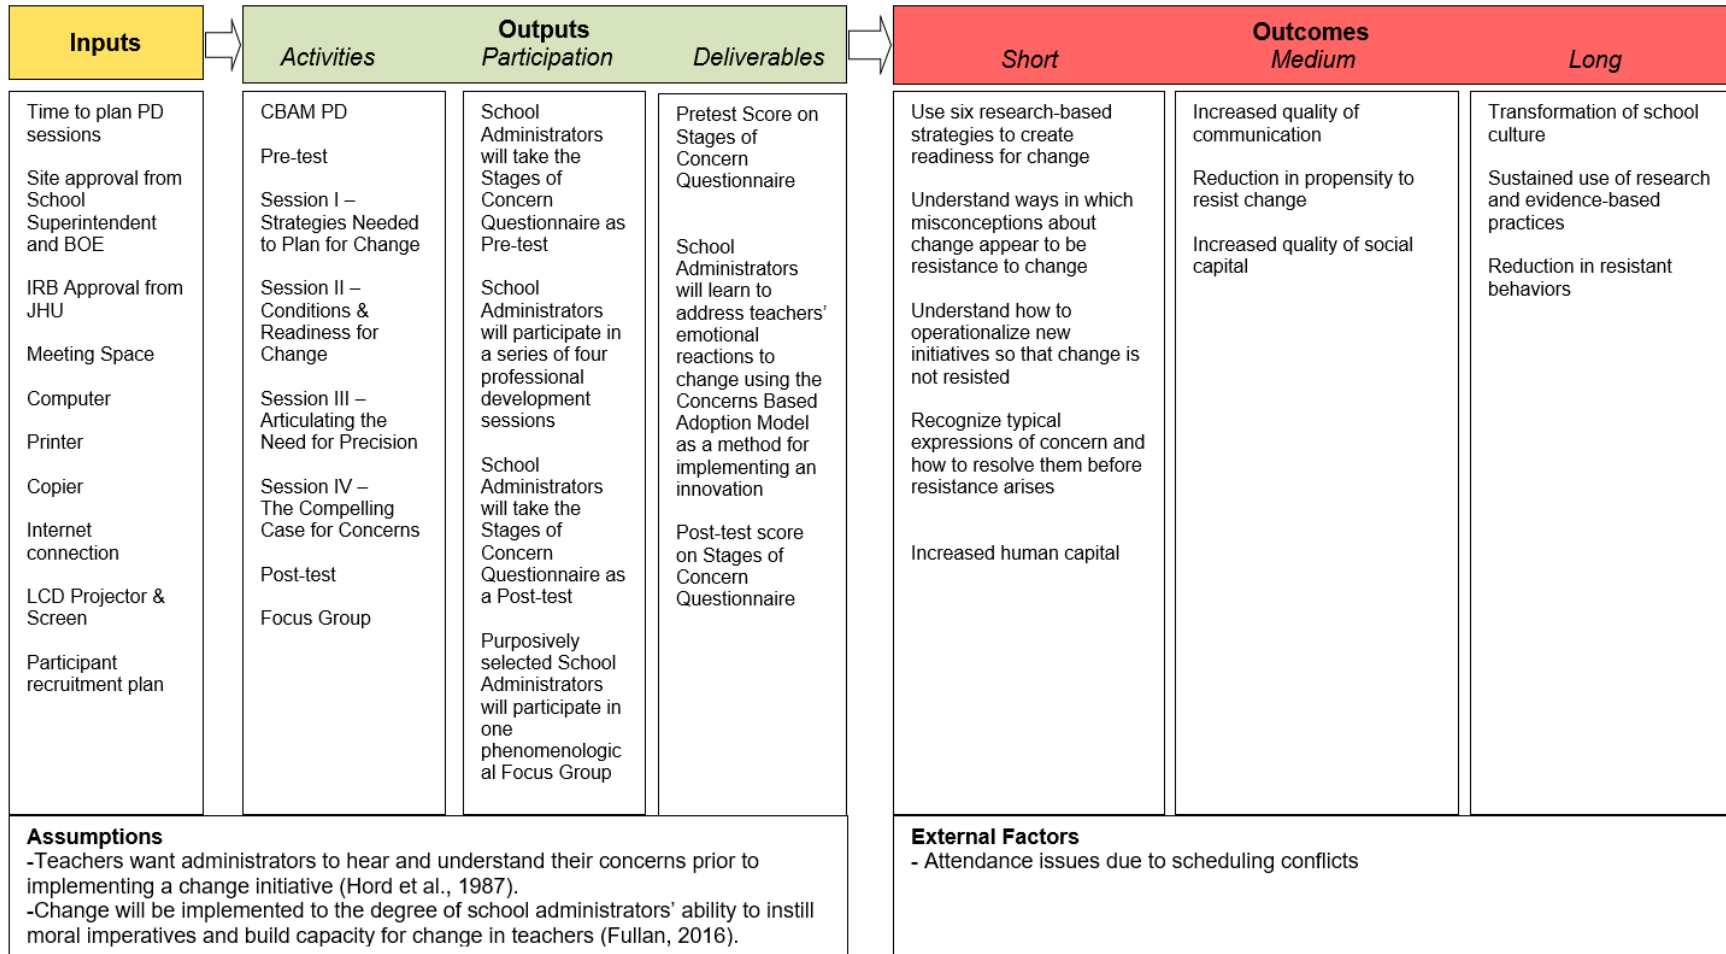 Inputs
Outputs
Activities
Participation
Deliverables
Outcomes
Short
Medium
Long
Time to plan PD
sessions
Site approval from
School
Superintendent
and BOE
IRB Approval from
JHU
Meeting Space
Computer
Printer
Copier
Internet
connection
LCD Projector &
Screen
Participant
recruitment plan
CBAM PD
Pre-test
Session I –
Strategies Needed
to Plan for Change
Session II –
Conditions &
Readiness for
Change
Session III –
Articulating the
Need for Precision
Session IV –
The Compelling
Case for Concerns
Post-test
Focus Group
School
Administrators
will take the
Stages of
Concern
Questionnaire as
Pre-test
School
Administrators
will participate in
a series of four
professional
development
sessions
School
Administrators
will take the
Stages of
Concern
Questionnaire as
a Post-test
Purposively
selected School
Administrators
will participate in
one
phenomenologic
al Focus Group
Pretest Score on
Stages of
Concern
Questionnaire
School
Administrators
will learn to
address teachers’
emotional
reactions to
change using the
Concerns Based
Adoption Model
as a method for
implementing an
innovation
Post-test score
on Stages of
Concern
Questionnaire
Use six research-based
strategies to create
readiness for change
Understand ways in which
misconceptions about
change appear to be
resistance to change
Understand how to
operationalize new
initiatives so that change is
not resisted
Recognize typical
expressions of concern and
how to resolve them before
resistance arises
Increased human capital
Increased quality of
communication
Reduction in propensity to
resist change
Increased quality of social
capital
Transformation of school
culture
Sustained use of research
and evidence-based
practices
Reduction in resistant
behaviors
Assumptions
-Teachers want administrators to hear and understand their concerns prior to
implementing a change initiative (Hord et al., 1987).
-Change will be implemented to the degree of school administrators’ ability to instill
moral imperatives and build capacity for change in teachers (Fullan, 2016).
External Factors
- Attendance issues due to scheduling conflicts